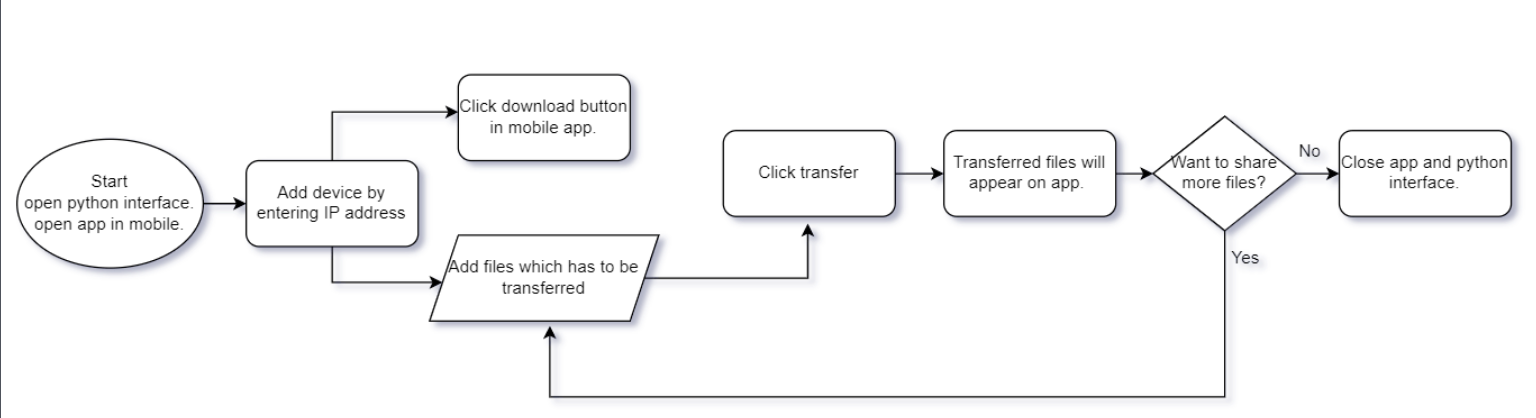 Start
open python interface.
open app in mobile.
Add device by
entering IP address
Click download button
in mobile app.
Add files which has to be
transferred
Click transfer
Transferred files will
appear on app.
Want to share
more files?
No
Yes
Close app and python
interface.